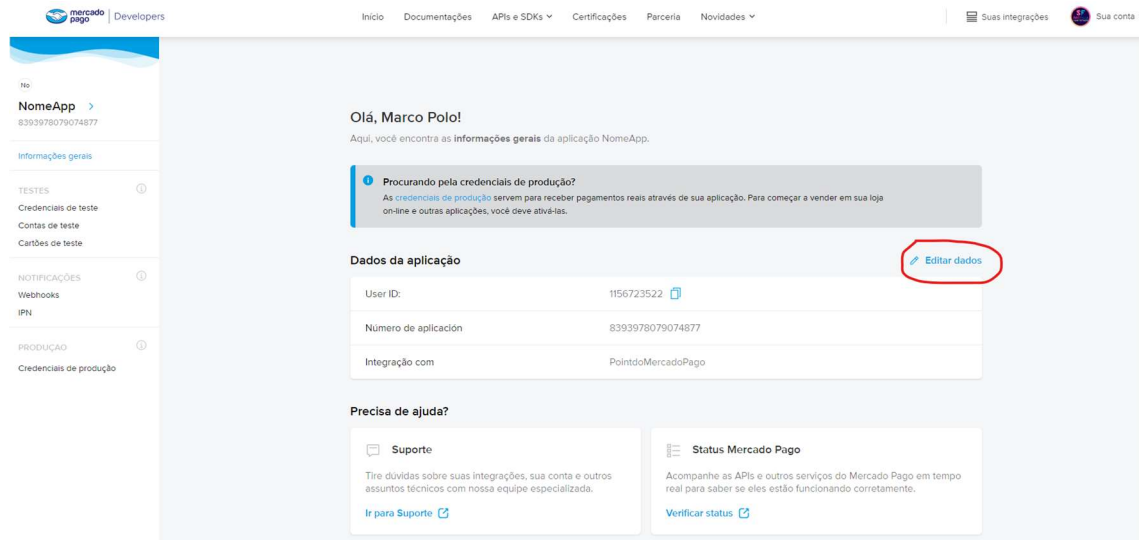 mercado pago | Developers
Início Documentações APIs e SDKs Certificações Parceria Novidades Suas integrações SF Sua conta
No
NomeApp
8393978079074877
Informações gerais
TESTES
Credenciais de teste
Contas de teste
Cartões de teste
NOTIFICAÇÕES
Webhooks
IPN
PRODUÇAO
Credenciais de produção
Olá, Marco Polo!
Aqui, você encontra as informações gerais da aplicação NomeApp.
Procurando pela credenciais de produção?
As credenciais de produção servem para receber pagamentos reais através de sua aplicação. Para começar a vender em sua loja
on-line e outras aplicações, você deve ativá-las.
Dados da aplicação Editar dados
User ID: 1156723522
Número de aplicación 8393978079074877
Integração com PointdoMercadoPago
Precisa de ajuda?
Suporte
Tire dúvidas sobre suas integrações, sua conta e outros
assuntos técnicos com nossa equipe especializada.
Ir para Suporte
Status Mercado Pago
Acompanhe as APIs e outros serviços do Mercado Pago em tempo
real para saber se eles estão funcionando corretamente.
Verificar status